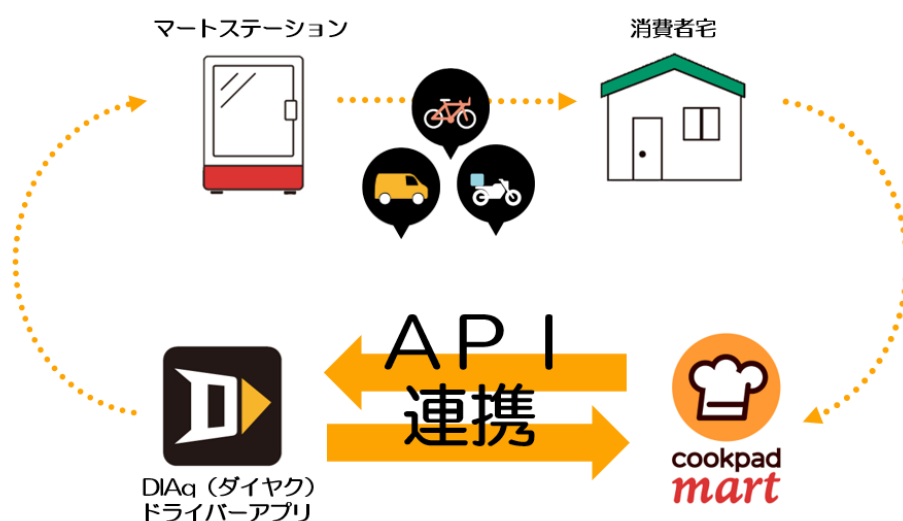 マートステーション
消費者宅
API
連携
DIAq（ダイヤク）
ドライバーアプリ
cookpad
mart